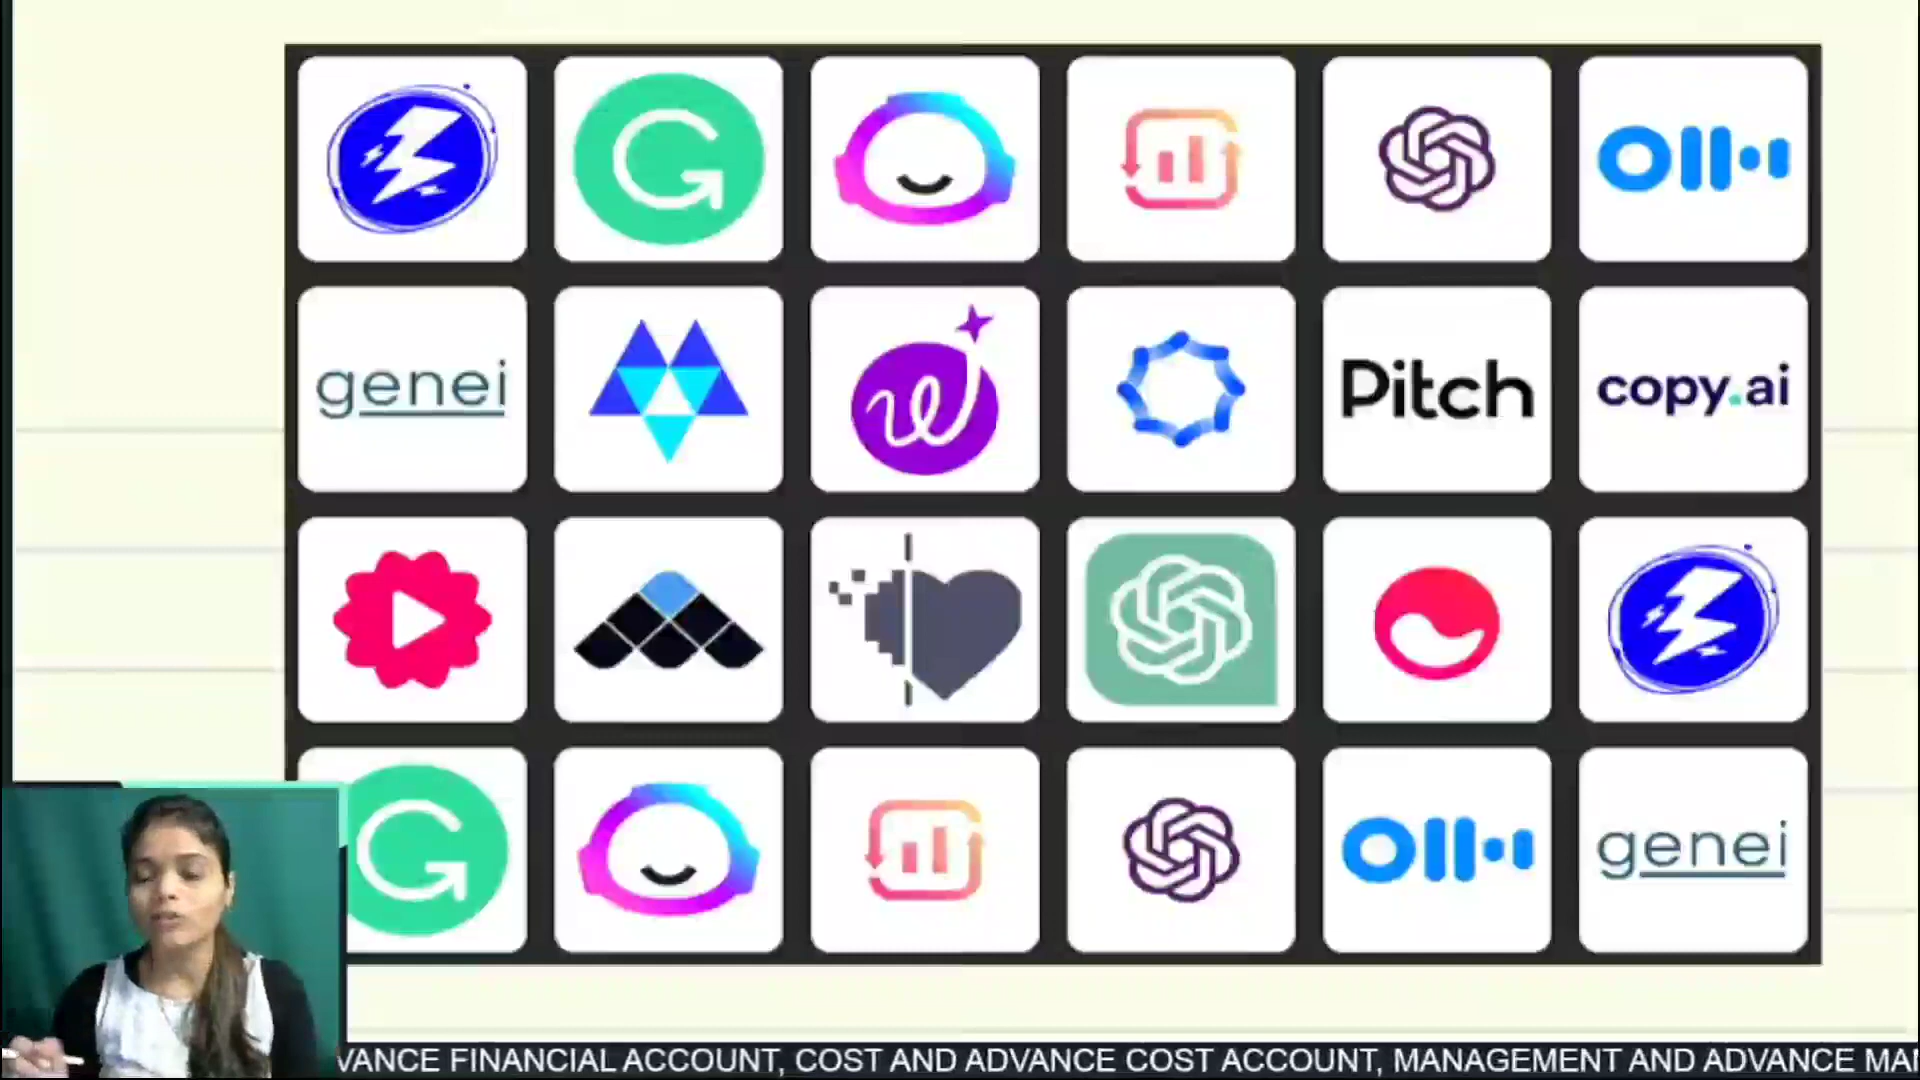 genei
Pitch
copy.ai
genei
VANCE FINANCIAL ACCOUNT, COST AND ADVANCE COST ACCOUNT, MANAGEMENT AND ADVANCE MA